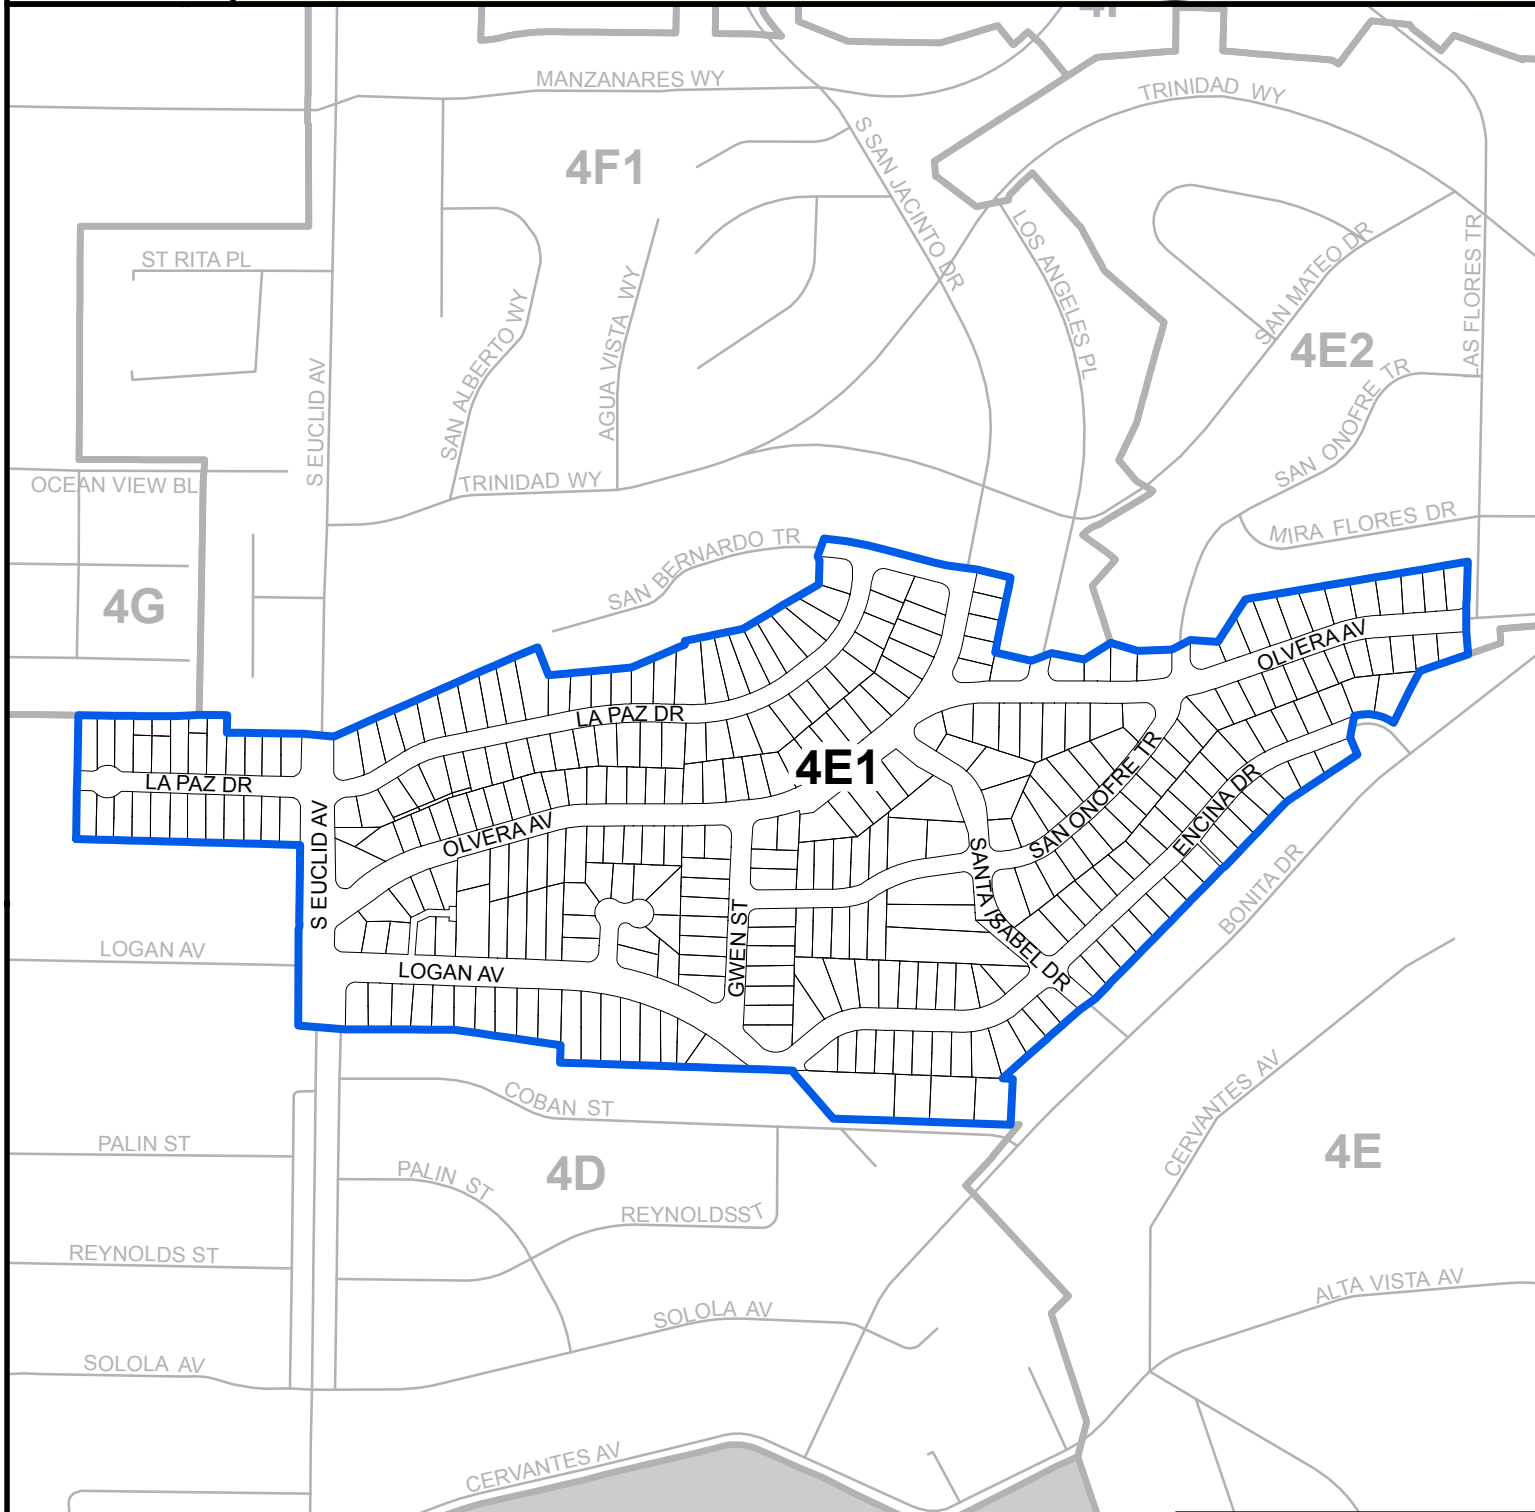 MANZANARES WY
TRINIDAD WY
4F1
S SAN JACINTO DR
LOS ANGELES PL
ST RITA PL
SAN MATEO DR
LAS FLORES TR
SAN ALBERTO WY
AGUA VISTA WY
4E2
S EUCLID AV
SAN ONOFRE TR
OCEAN VIEW BL
TRINIDAD WY
MIRA FLORES DR
SAN BERNARDO TR
4G
OLVERA AV
LA PAZ DR
4E1
LA PAZ DR
SAN ONOFRE TR
ENCINA DR
OLVERA AV
S EUCLID AV
SANTA ISABEL DR
BONITA DR
GWEN ST
LOGAN AV
LOGAN AV
COBAN ST
CERVANTES AV
PALIN ST
PALIN ST
4D
4E
REYNOLDSST
REYNOLDS ST
ALTA VISTA AV
SOLOLA AV
SOLOLA AV
CERVANTES AV